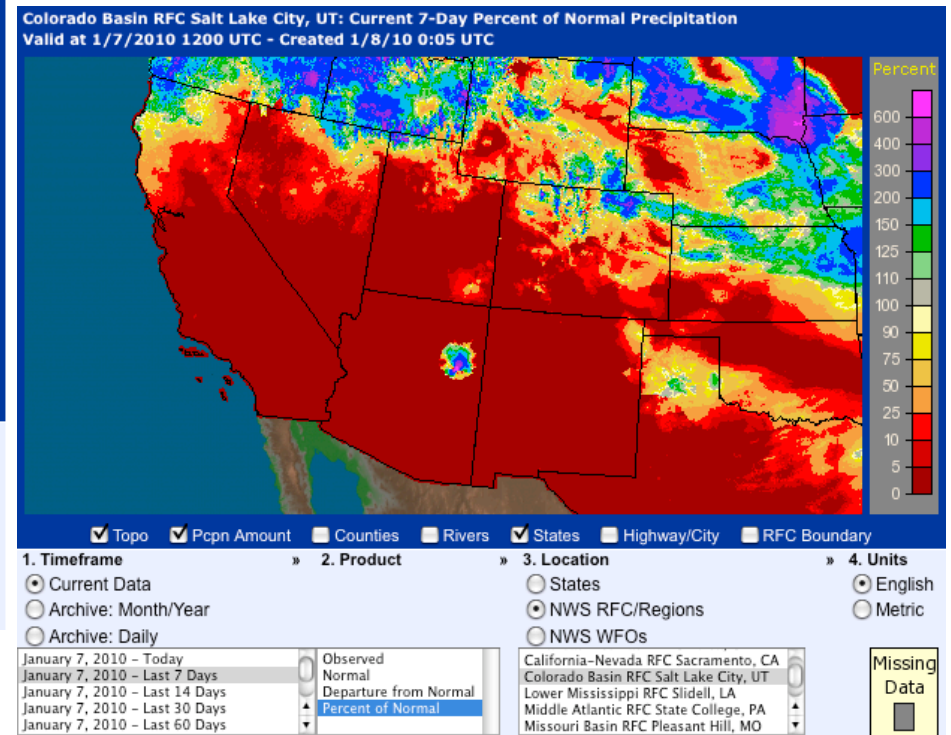 Colorado Basin RFC Salt Lake City, UT: Current 7-Day Percent of Normal Precipitation
Valid at 1/7/2010 1200 UTC - Created 1/8/10 0:05 UTC
Percent
600
400
300
200
150
125
110
100
90
75
50
25
10
5
0
Topo Pcpn Amount Counties Rivers States Highway/City RFC Boundary
1. Timeframe » 2. Product » 3. Location » 4. Units
Current Data States English
Archive: Month/Year NWS RFC/Regions Metric
Archive: Daily NWS WFOs
January 7, 2010 - Today
January 7, 2010 - Last 7 Days
January 7, 2010 - Last 14 Days
January 7, 2010 - Last 30 Days
January 7, 2010 - Last 60 Days
Observed
Normal
Departure from Normal
Percent of Normal
California-Nevada RFC Sacramento, CA
Colorado Basin RFC Salt Lake City, UT
Lower Mississippi RFC Slidell, LA
Middle Atlantic RFC State College, PA
Missouri Basin RFC Pleasant Hill, MO
Missing
Data